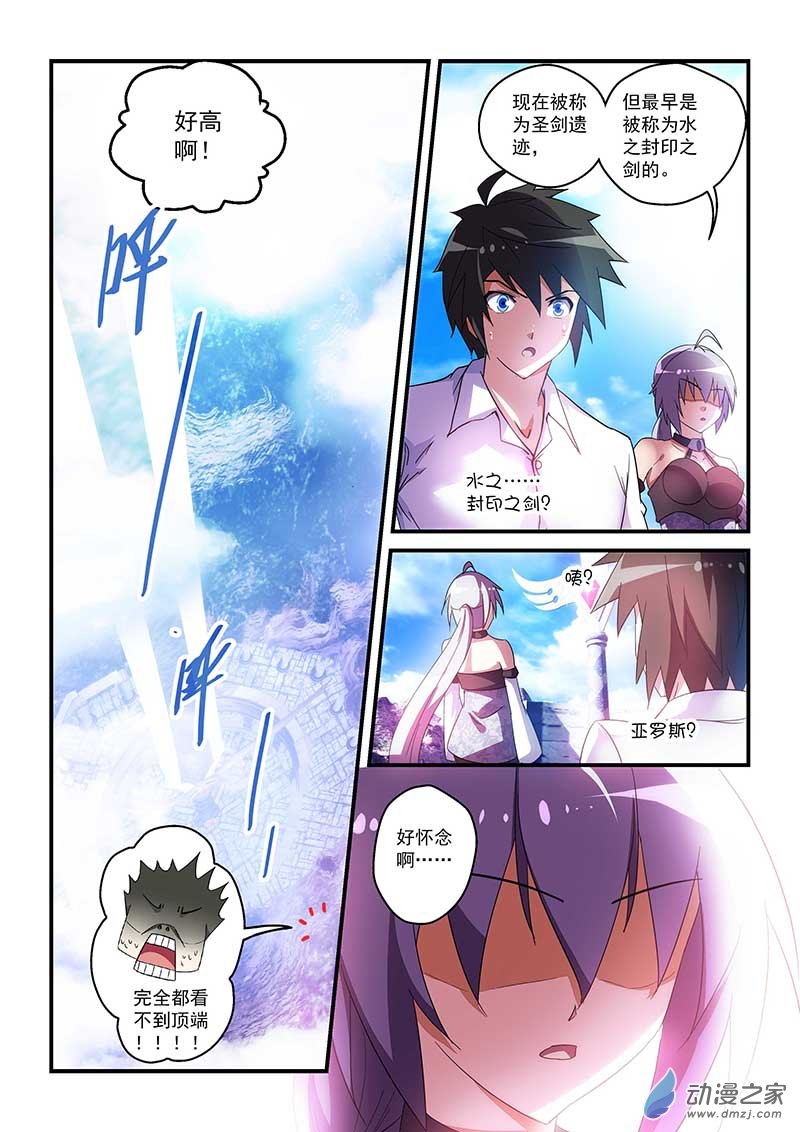 好高
啊！
呼
呼
完全都看
不到顶端
！！！！
现在被称
为圣剑遗
迹，
但最早是
被称为水
之封印之
剑的。
水之……
封印之剑？
咦？
亚罗斯？
好怀念
啊……
动漫之家
www.dmzj.com